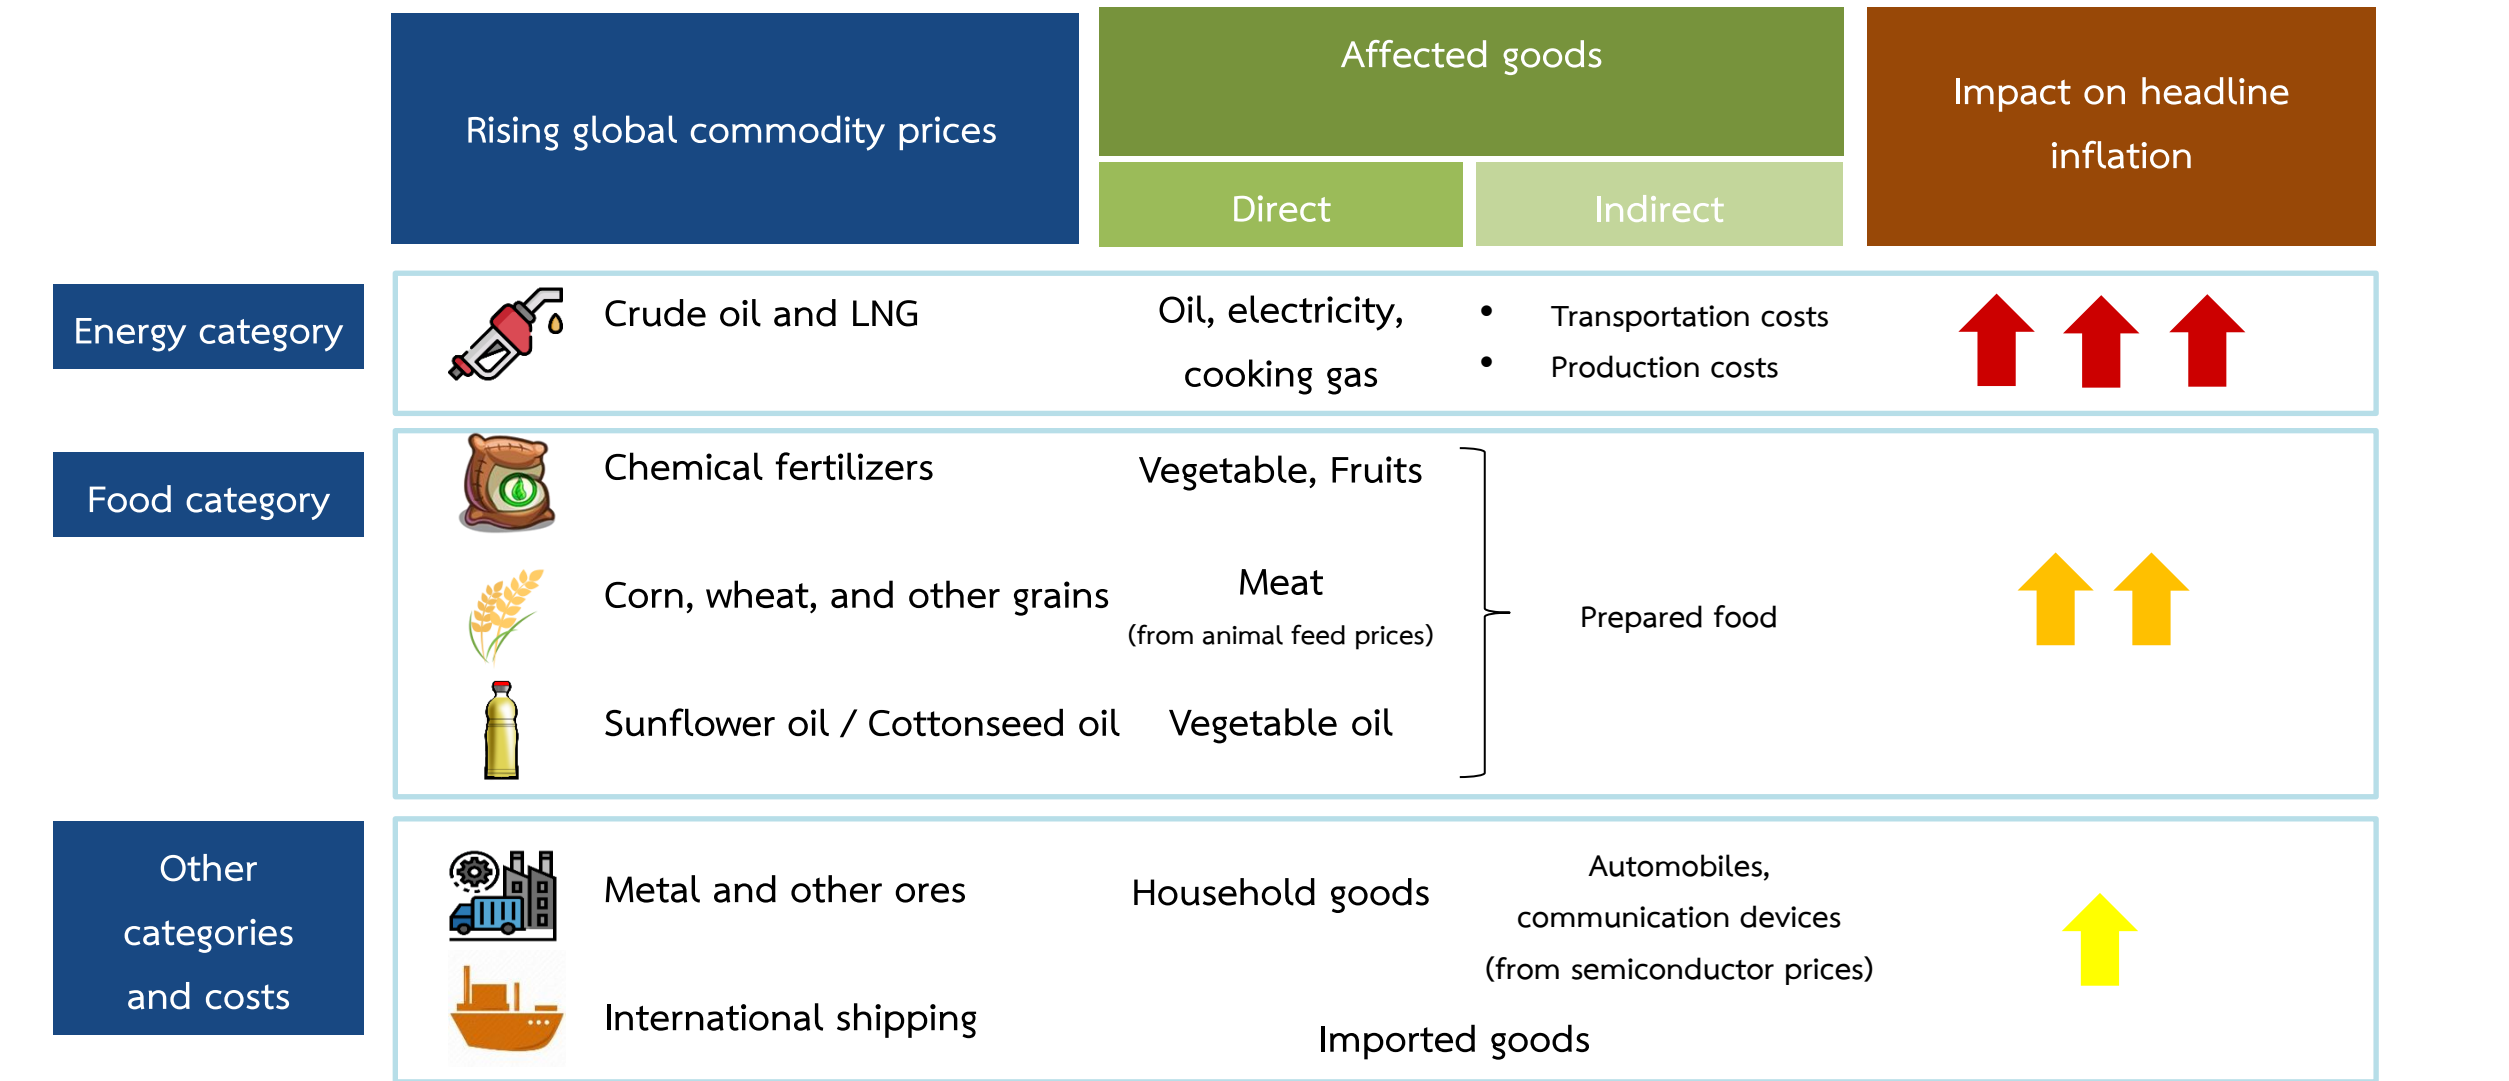 Rising global commodity prices
Affected goods
Direct
Indirect
Impact on headline
inflation
Energy category
Crude oil and LNG
Oil, electricity,
cooking gas
• Transportation costs
• Production costs
Food category
Chemical fertilizers
Vegetable, Fruits
Corn, wheat, and other grains
Meat
(from animal feed prices)
Sunflower oil / Cottonseed oil
Vegetable oil
Prepared food
Other
categories
and costs
Metal and other ores
Household goods
Automobiles,
communication devices
(from semiconductor prices)
International shipping
Imported goods